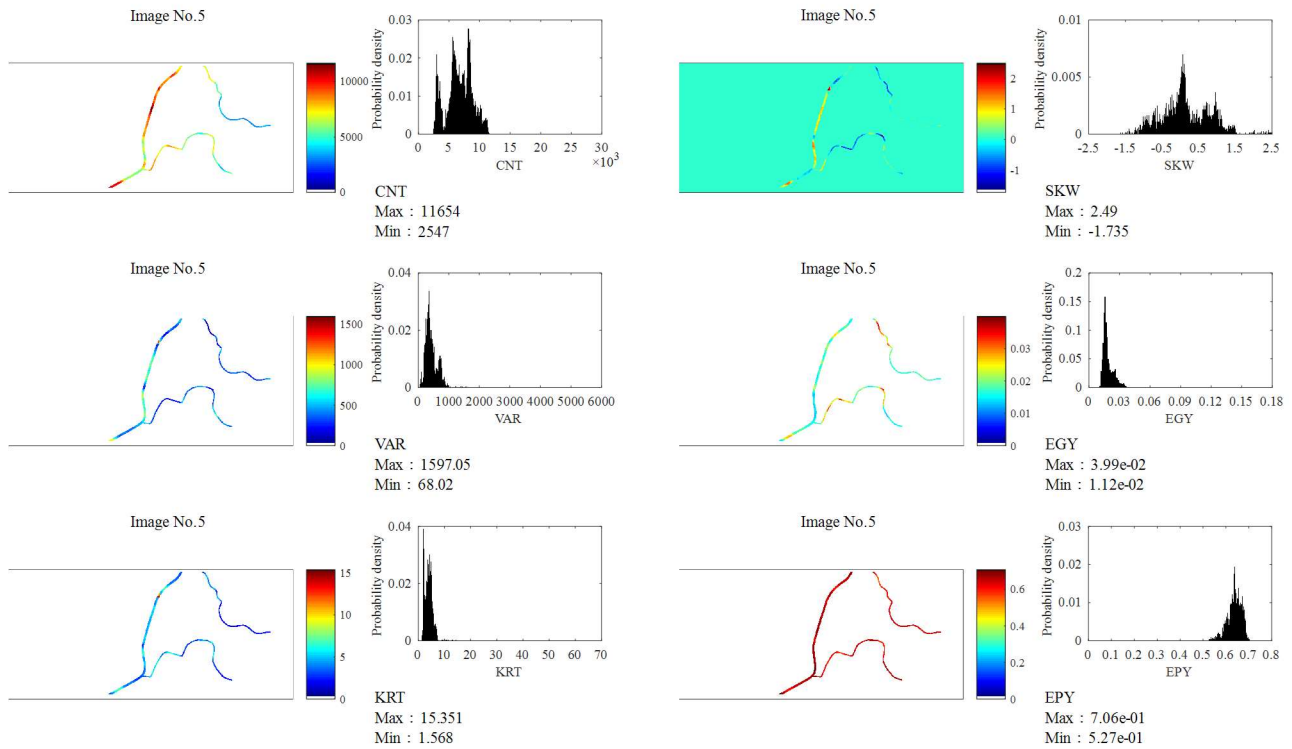 Image No.5
10000
5000
0
Probability density
0.03
0.02
0.01
0
0 5 10 15 20 25 30
×10³
CNT
CNT
Max : 11654
Min : 2547
Image No.5
2
1
0
-1
Probability density
0.01
0.005
0
-2.5 -1.5 -0.5 0.5 1.5 2.5
SKW
SKW
Max : 2.49
Min : -1.735
Image No.5
1500
1000
500
0
Probability density
0.04
0.02
0
0 1000 2000 3000 4000 5000 6000
VAR
VAR
Max : 1597.05
Min : 68.02
Image No.5
0.03
0.02
0.01
0
Probability density
0.2
0.15
0.1
0.05
0
0 0.03 0.06 0.09 0.12 0.15 0.18
EGY
EGY
Max : 3.99e-02
Min : 1.12e-02
Image No.5
15
10
5
0
Probability density
0.04
0.02
0
0 10 20 30 40 50 60 70
KRT
KRT
Max : 15.351
Min : 1.568
Image No.5
0.6
0.4
0.2
0
Probability density
0.03
0.02
0.01
0
0 0.1 0.2 0.3 0.4 0.5 0.6 0.7 0.8
EPY
EPY
Max : 7.06e-01
Min : 5.27e-01